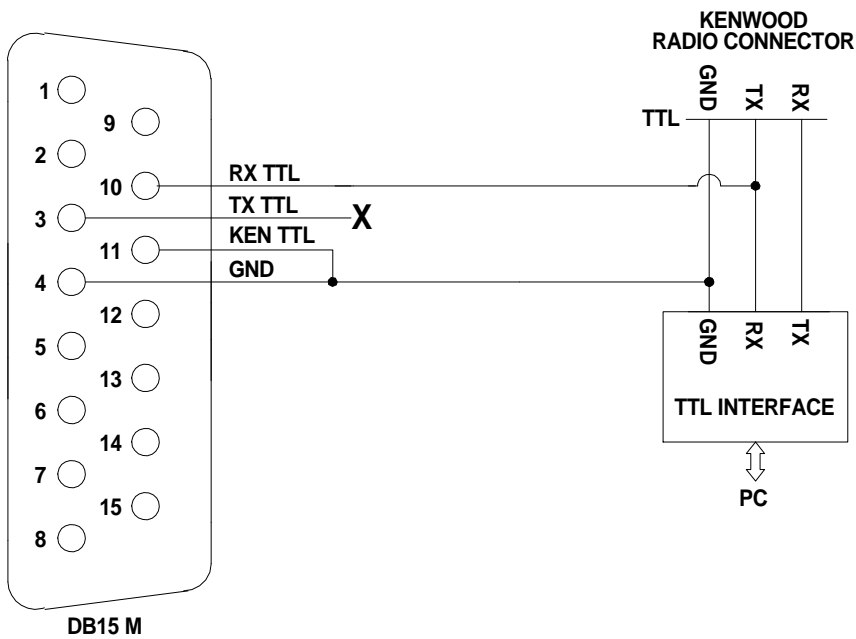 KENWOOD
RADIO CONNECTOR
GND
TX
RX
TTL
1
9
2
10
RX TTL
3
TX TTL
X
11
KEN TTL
4
GND
12
5
13
6
14
7
15
8
GND
RX
TX
TTL INTERFACE
PC
DB15 M